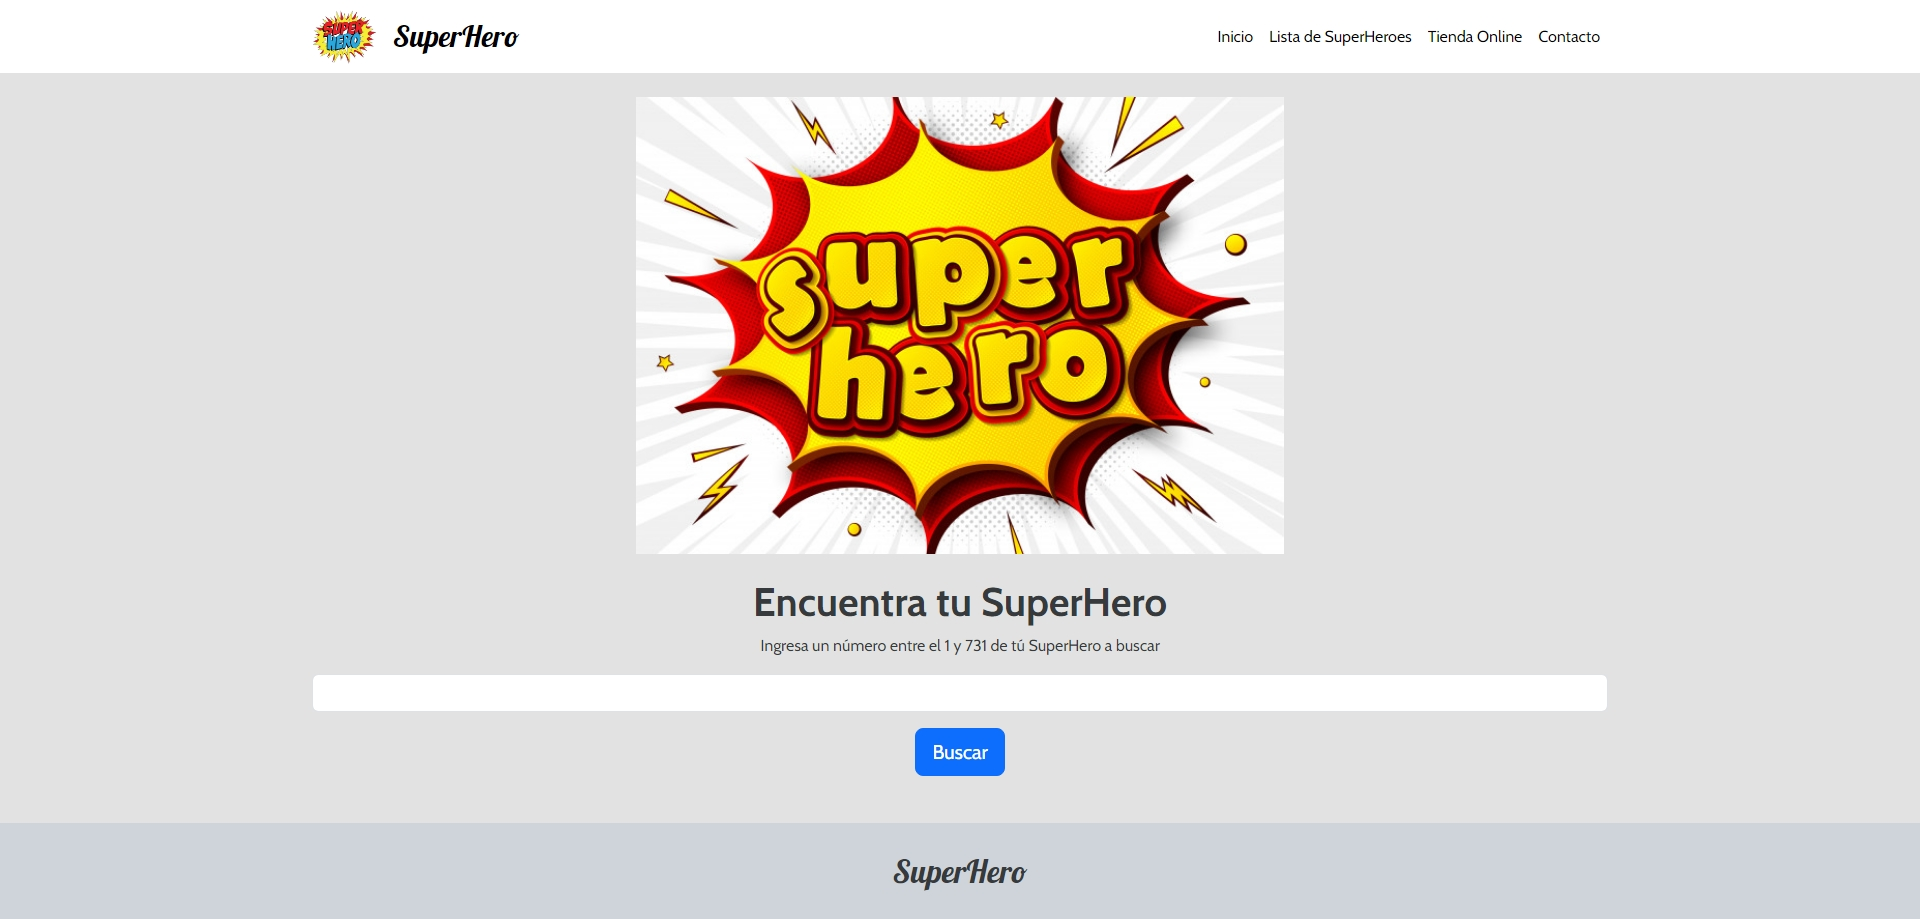 SUPER
HERO
SuperHero
Inicio Lista de SuperHeroes Tienda Online Contacto
super
hero
Encuentra tu SuperHero
Ingresa un número entre el 1 y 731 de tú SuperHero a buscar
Buscar
SuperHero